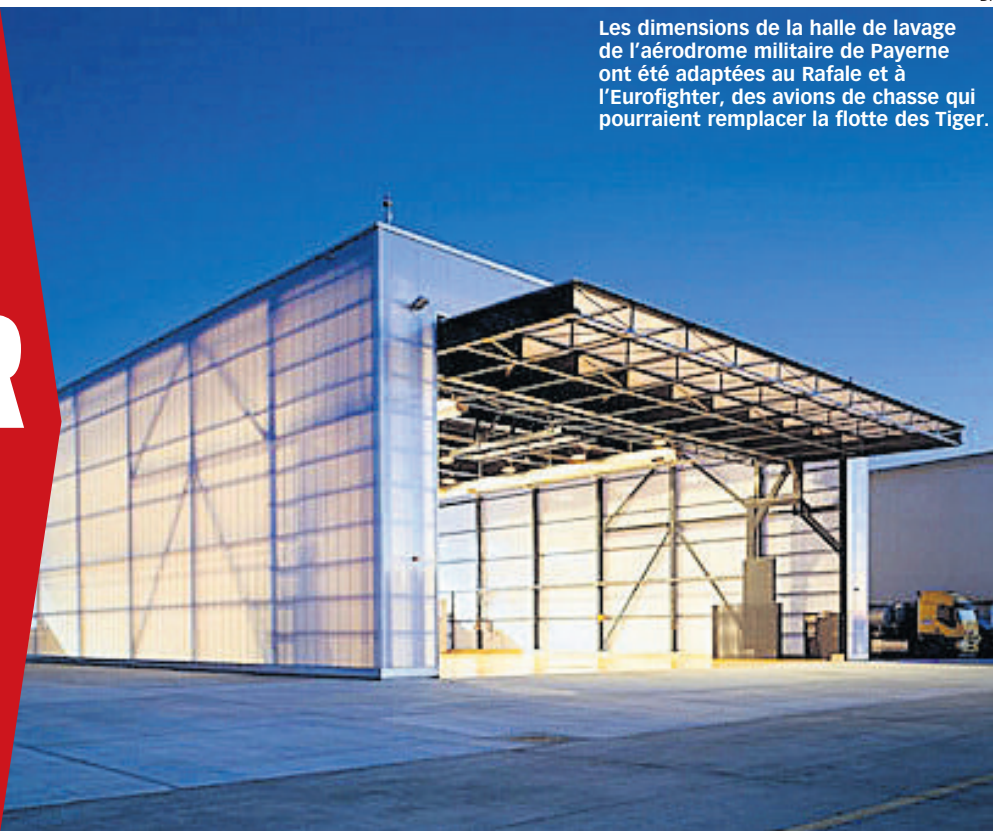 Les dimensions de la halle de lavage
de l'aérodrome militaire de Payerne
ont été adaptées au Rafale et à
l'Eurofighter, des avions de chasse qui
pourraient remplacer la flotte des Tiger.
R